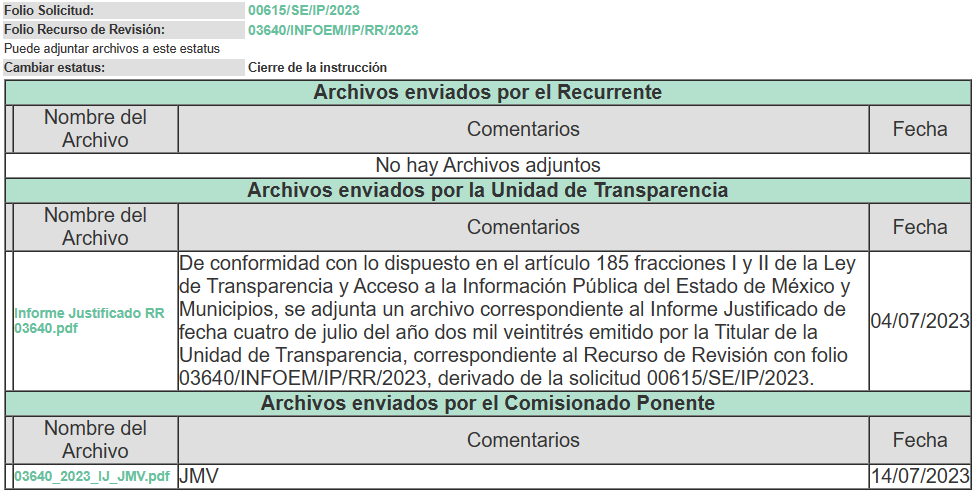 Folio Solicitud: 00615/SE/IP/2023
Folio Recurso de Revisión: 03640/INFOEM/IP/RR/2023
Puede adjuntar archivos a este estatus
Cambiar estatus: Cierre de la instrucción
Archivos enviados por el Recurrente
Nombre del
Archivo
Comentarios
Fecha
No hay Archivos adjuntos
Archivos enviados por la Unidad de Transparencia
Nombre del
Archivo
Comentarios
Fecha
Informe Justificado RR
03640.pdf
De conformidad con lo dispuesto en el artículo 185 fracciones I y II de la Ley
de Transparencia y Acceso a la Información Pública del Estado de México y
Municipios, se adjunta un archivo correspondiente al Informe Justificado de
fecha cuatro de julio del año dos mil veintitrés emitido por la Titular de la
Unidad de Transparencia, correspondiente al Recurso de Revisión con folio
03640/INFOEM/IP/RR/2023, derivado de la solicitud 00615/SE/IP/2023.
04/07/2023
Archivos enviados por el Comisionado Ponente
Nombre del
Archivo
Comentarios
Fecha
03640_2023_IJ_JMV.pdf
JMV
14/07/2023